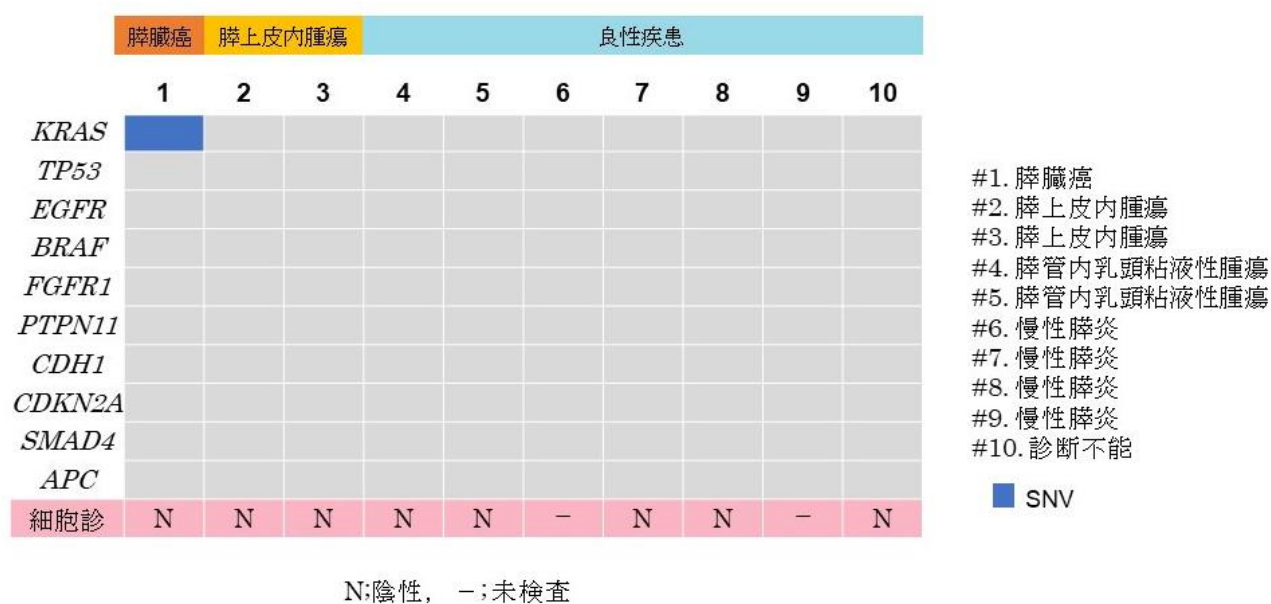 膵臓癌 膵上皮内腫瘍 良性疾患
1 2 3 4 5 6 7 8 9 10
KRAS
TP53
EGFR
BRAF
FGFR1
PTPN11
CDH1
CDKN2A
SMAD4
APC
細胞診 N N N N N − N N − N
N;陰性, −;未検査
#1. 膵臓癌
#2. 膵上皮内腫瘍
#3. 膵上皮内腫瘍
#4. 膵管内乳頭粘液性腫瘍
#5. 膵管内乳頭粘液性腫瘍
#6. 慢性膵炎
#7. 慢性膵炎
#8. 慢性膵炎
#9. 慢性膵炎
#10. 診断不能
SNV